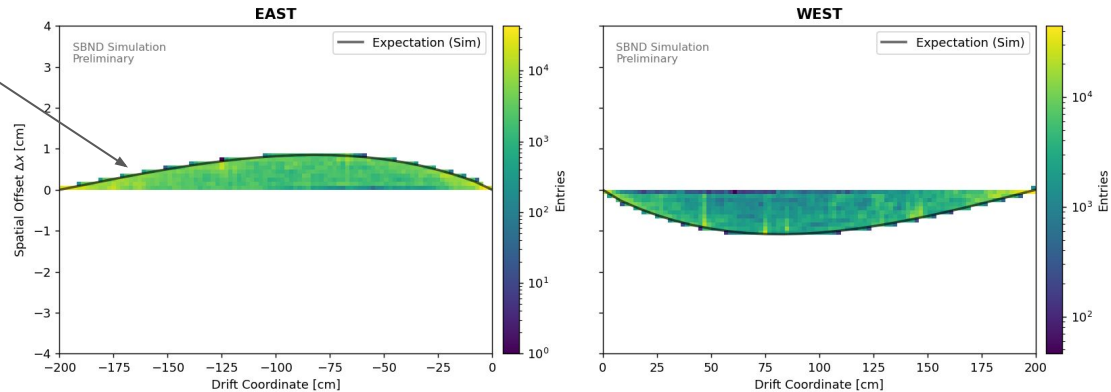 EAST
WEST
SBND Simulation
Preliminary
Expectation (Sim)
4
3
2
1
0
−1
−2
−3
−4
Spatial Offset Δx [cm]
−200
−175
−150
−125
−100
−75
−50
−25
0
Drift Coordinate [cm]
10⁴
10³
10²
10¹
10⁰
Entries
SBND Simulation
Preliminary
Expectation (Sim)
0
25
50
75
100
125
150
175
200
Drift Coordinate [cm]
10⁴
10³
10²
Entries